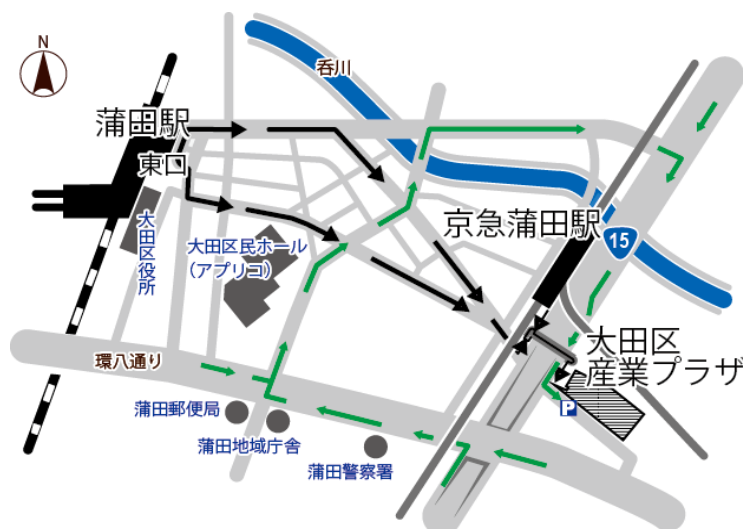 N
呑川
蒲田駅
東口
大田区役所
大田区民ホール
(アプリコ)
京急蒲田駅
15
大田区
産業プラザ
環八通り
蒲田郵便局
蒲田地域庁舎
蒲田警察署
P